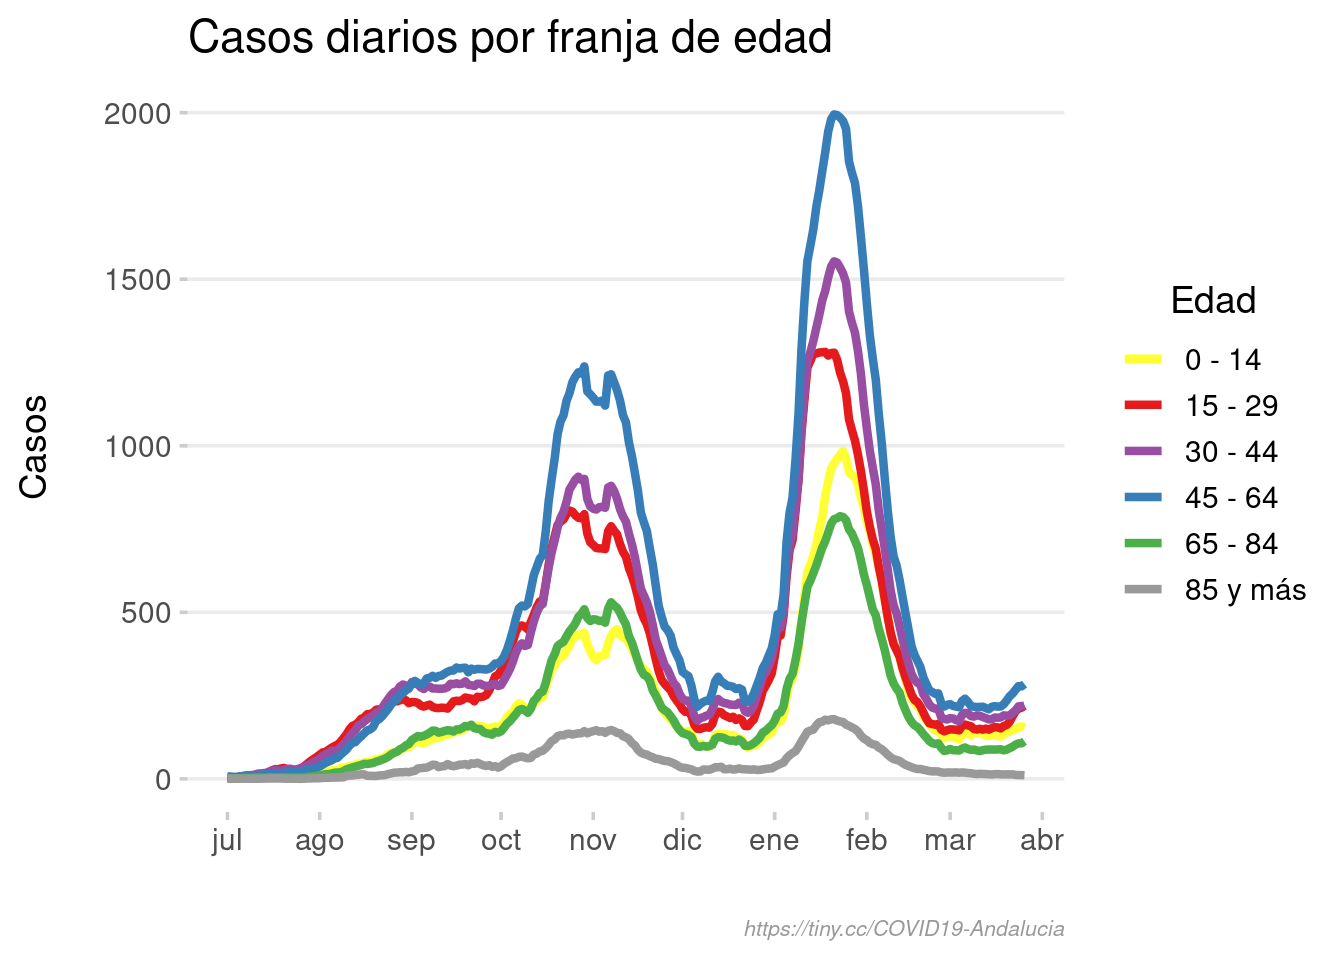 Casos diarios por franja de edad
Casos
2000
1500
1000
500
0
jul ago sep oct nov dic ene feb mar abr
Edad
0 - 14
15 - 29
30 - 44
45 - 64
65 - 84
85 y más
https://tiny.cc/COVID19-Andalucia